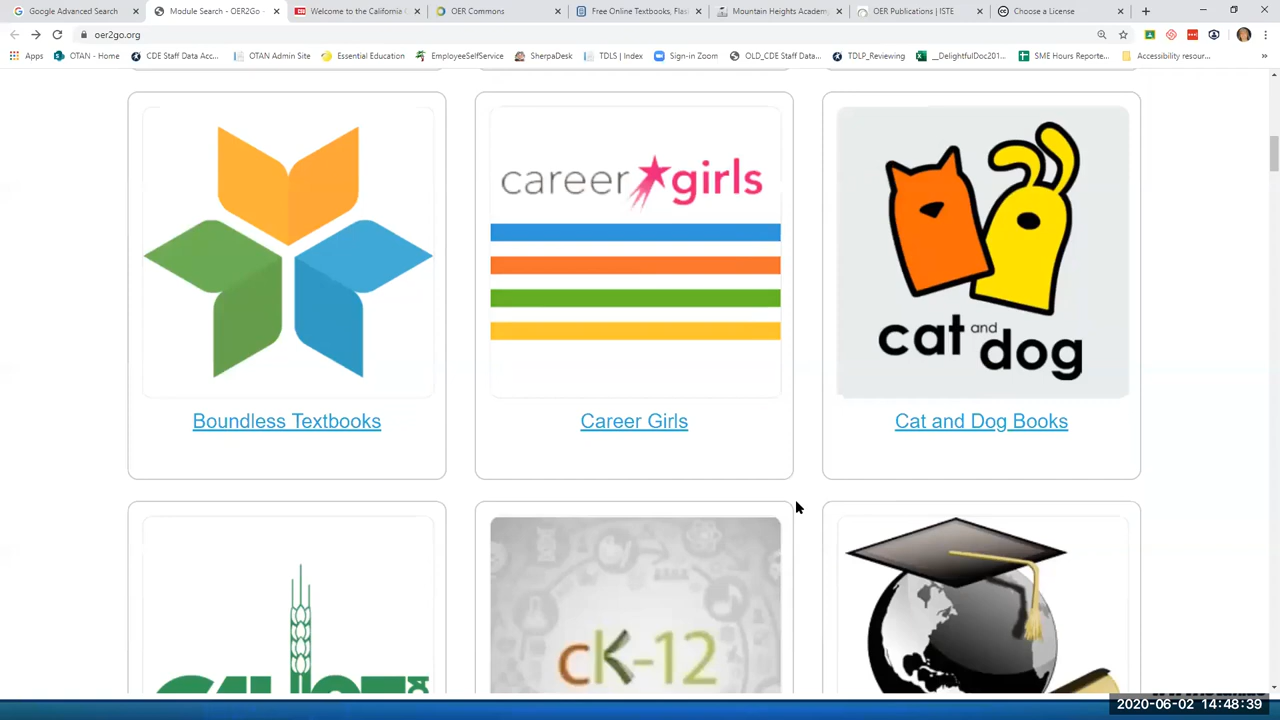 Google Advanced Search
Module Search - OER2Go
Welcome to the California
OER Commons
Free Online Textbooks, Flas
Mountain Heights Academy
OER Publications | ISTE
Choose a License
oer2go.org
Apps
OTAN - Home
CDE Staff Data Acc...
OTAN Admin Site
Essential Education
EmployeeSelfService
SherpaDesk
TDLS | Index
Sign-in Zoom
OLD_CDE Staff Data...
TDLP_Reviewing
__DelightfulDoc201...
SME Hours Reporte...
Accessibility resour...
career girls
cat and dog
Boundless Textbooks
Career Girls
Cat and Dog Books
cK-12
2020-06-02 14:48:39